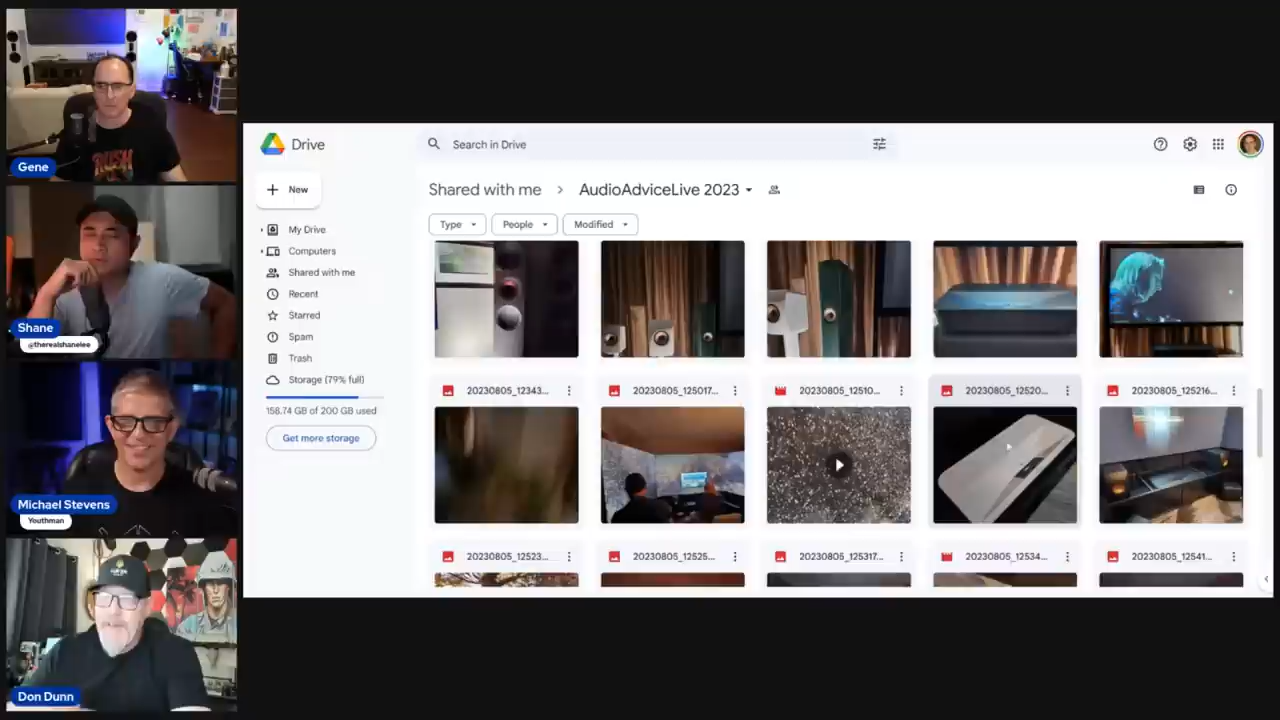 RUSH
Gene
Shane
@therealshanelee
Michael Stevens
Youthman
Don Dunn
Drive
Search in Drive
New
My Drive
Computers
Shared with me
Recent
Starred
Spam
Trash
Storage (79% full)
158.74 GB of 200 GB used
Get more storage
Shared with me > AudioAdviceLive 2023
Type
People
Modified
20230805_12343...
20230805_125017...
20230805_12510...
20230805_12520...
20230805_125216...
20230805_12523...
20230805_12525...
20230805_125317...
20230805_12534...
20230805_12541...